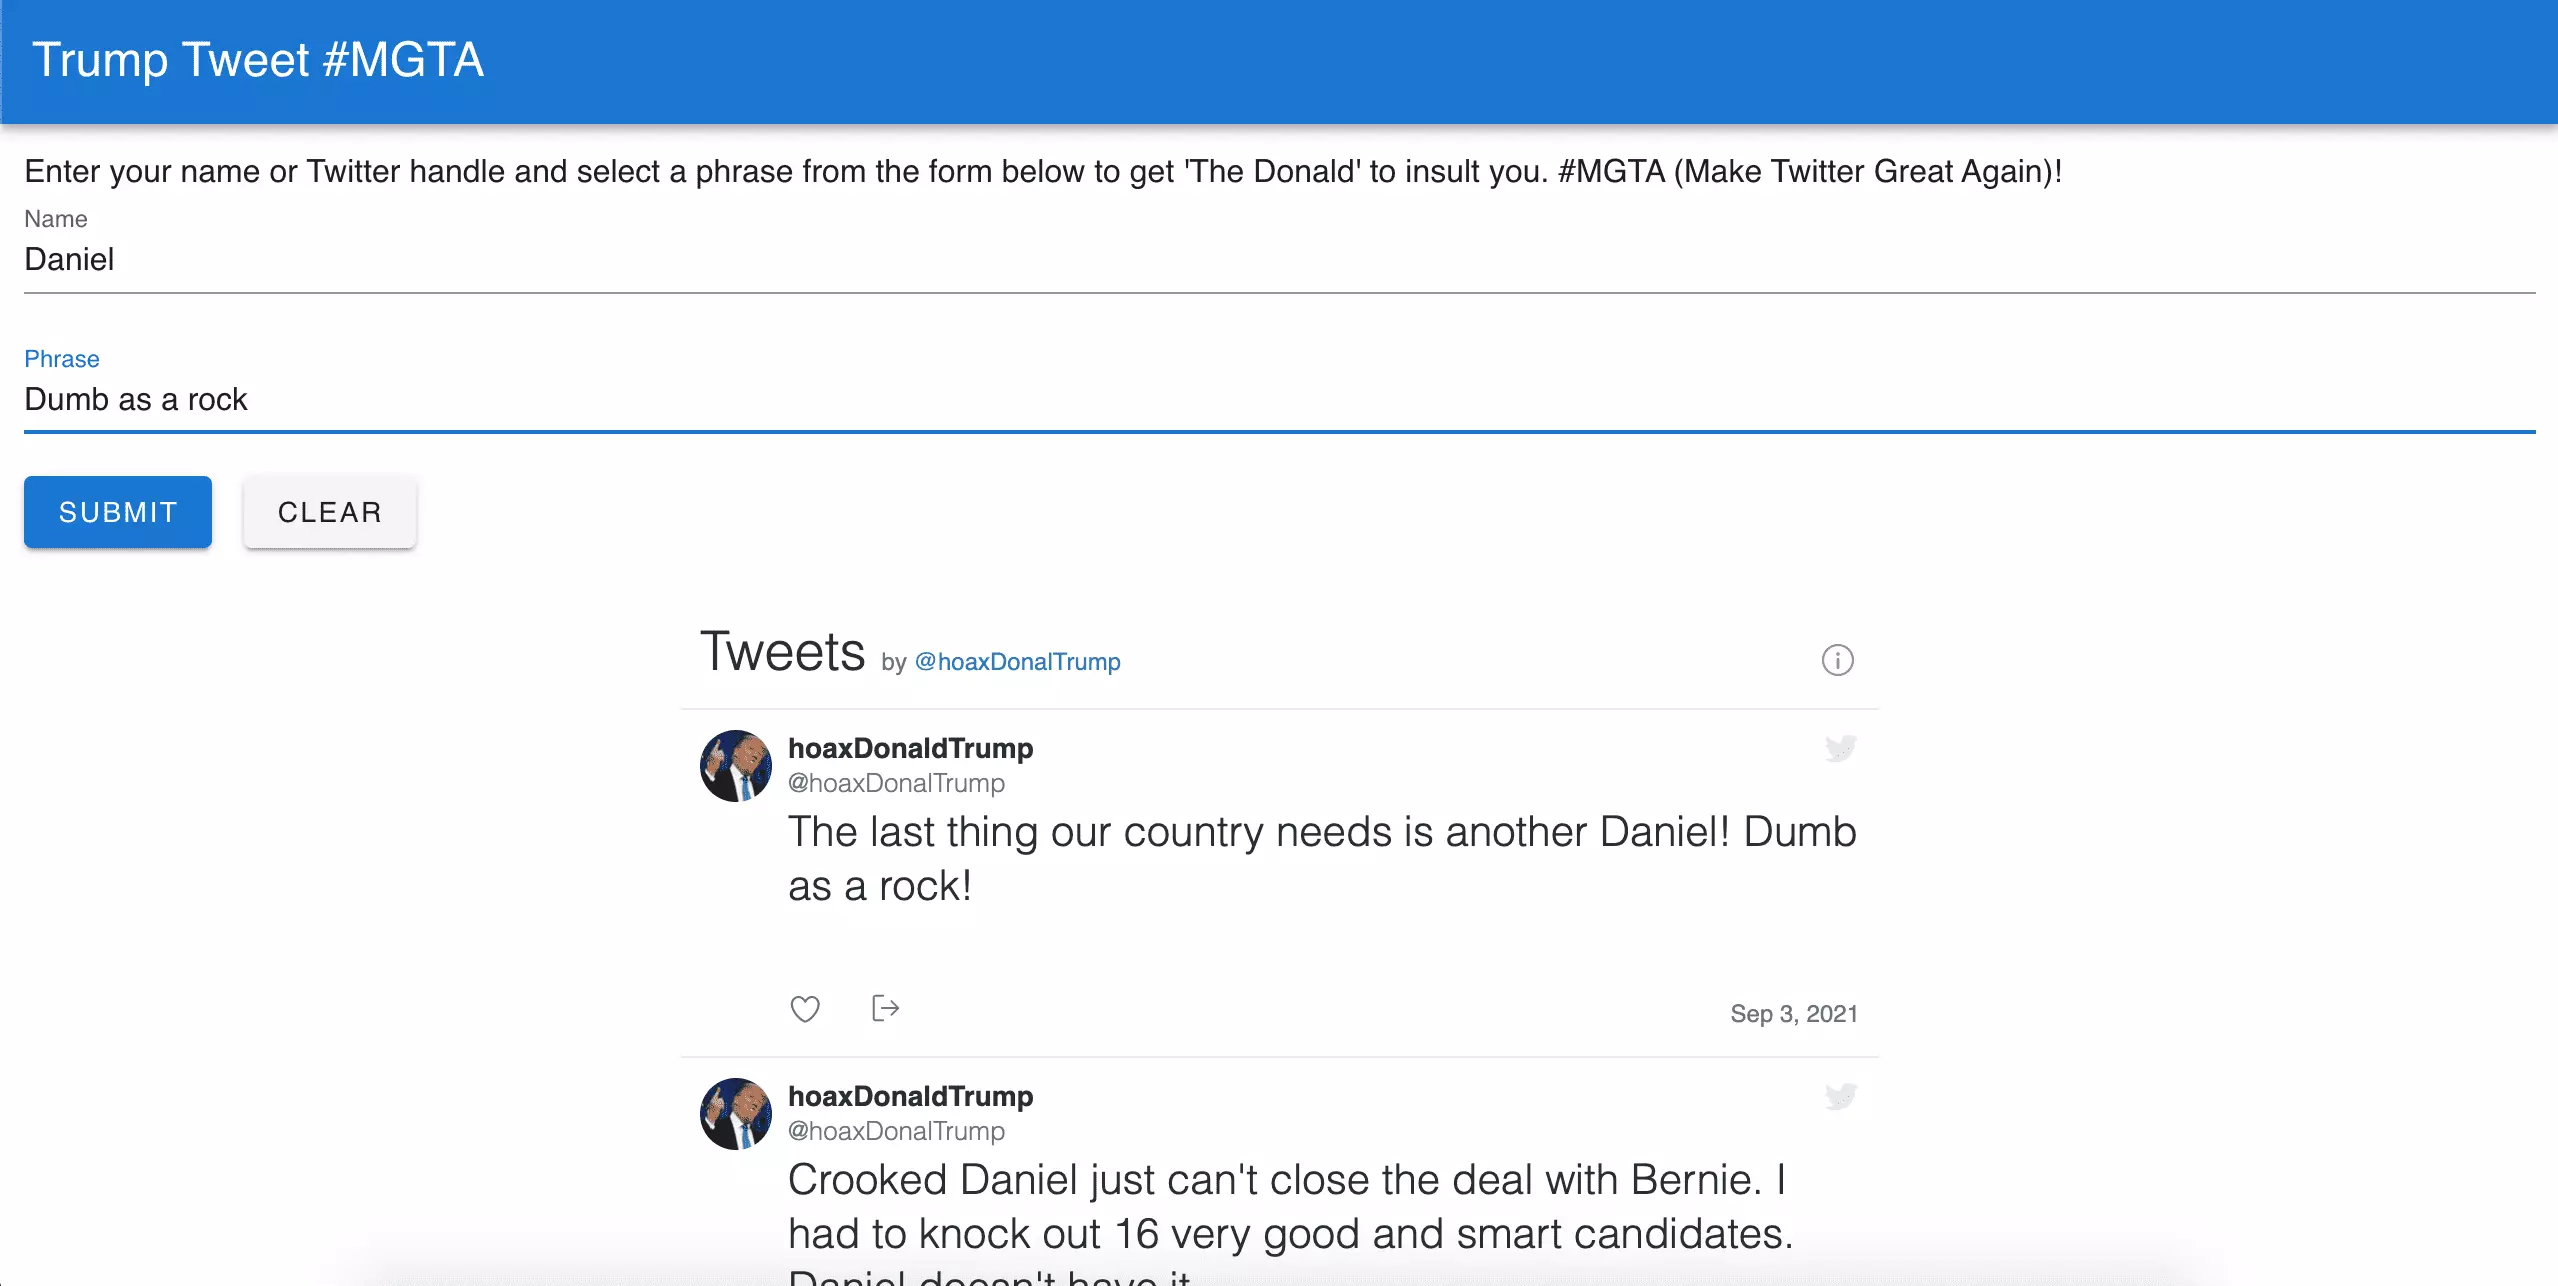 Trump Tweet #MGTA
Enter your name or Twitter handle and select a phrase from the form below to get 'The Donald' to insult you. #MGTA (Make Twitter Great Again)!
Name
Daniel
Phrase
Dumb as a rock
SUBMIT CLEAR
Tweets by @hoaxDonalTrump
hoaxDonaldTrump
@hoaxDonalTrump
The last thing our country needs is another Daniel! Dumb
as a rock!
Sep 3, 2021
hoaxDonaldTrump
@hoaxDonalTrump
Crooked Daniel just can't close the deal with Bernie. I
had to knock out 16 very good and smart candidates.
Daniel doesn't have it